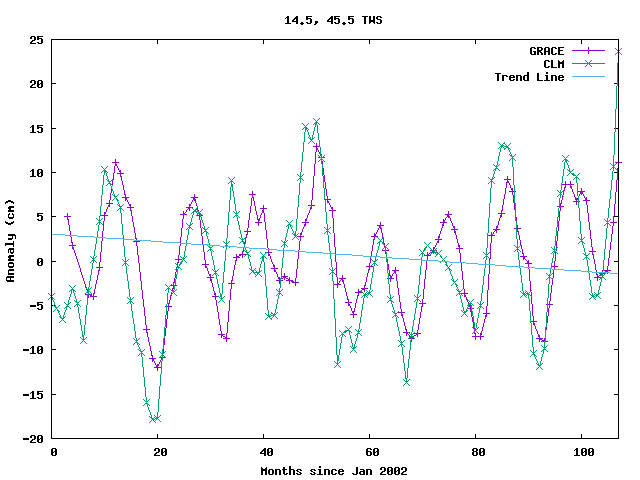 14.5, 45.5 TWS
GRACE
CLM
Trend Line
25
20
15
10
5
0
-5
-10
-15
-20
Anomaly (cm)
0 20 40 60 80 100
Months since Jan 2002